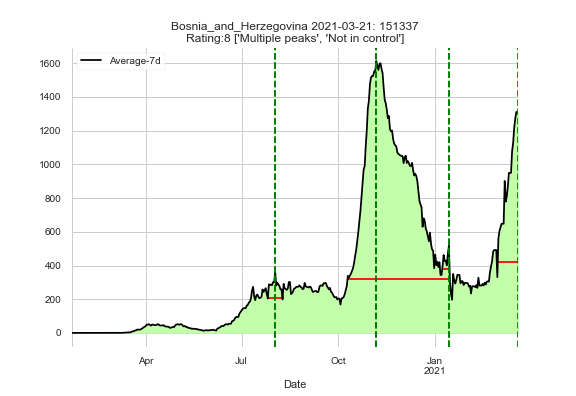 Bosnia_and_Herzegovina 2021-03-21: 151337
Rating:8 ['Multiple peaks', 'Not in control']
Average-7d
1600
1400
1200
1000
800
600
400
200
0
Apr Jul Oct Jan
2021
Date